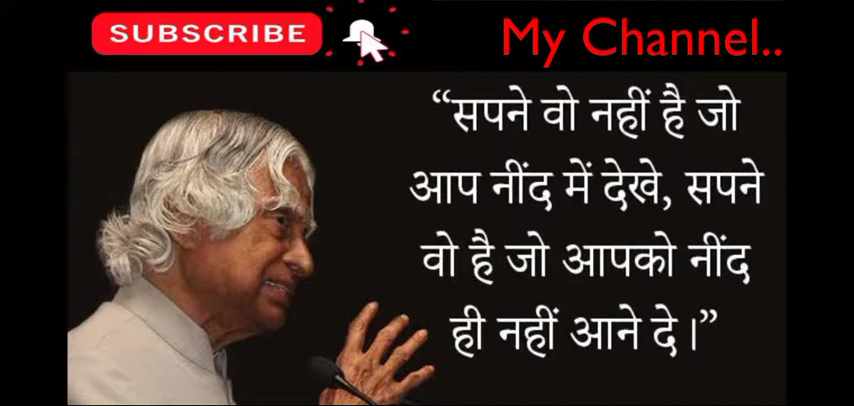 SUBSCRIBE
My Channel..
“सपने वो नहीं है जो
आप नींद में देखे, सपने
वो है जो आपको नींद
ही नहीं आने दे।”